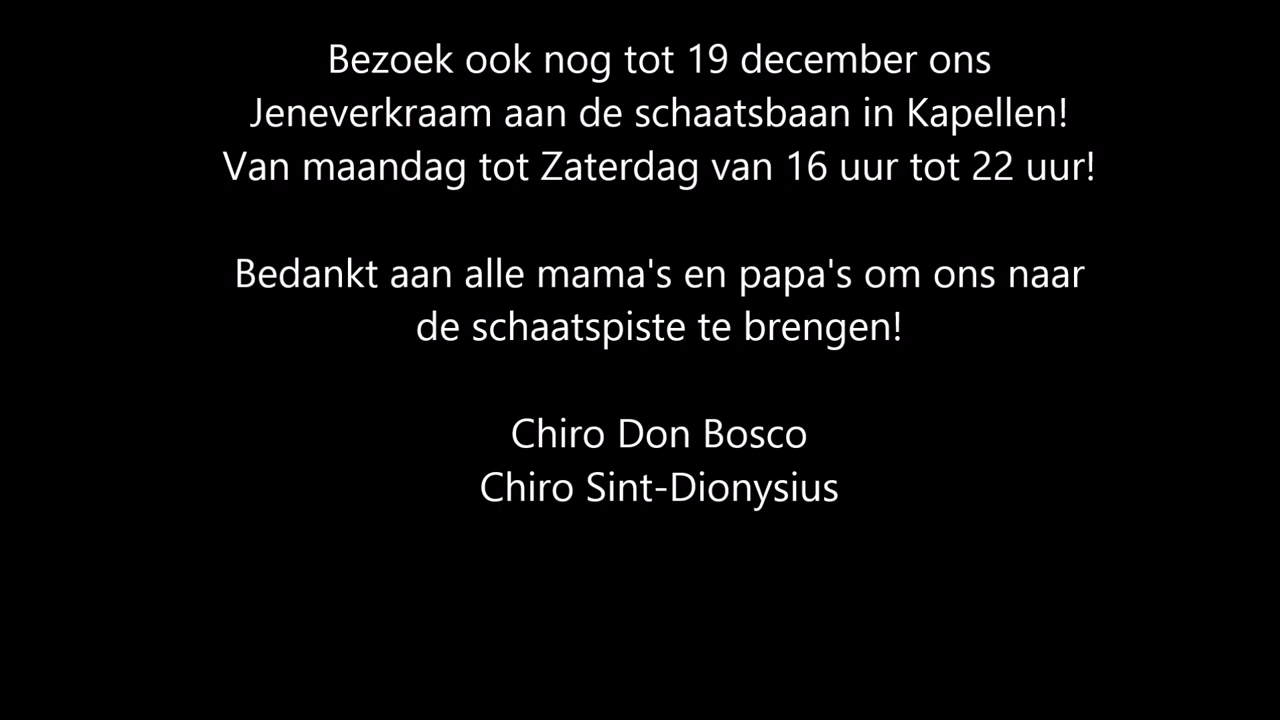 Bezoek ook nog tot 19 december ons
Jeneverkraam aan de schaatsbaan in Kapellen!
Van maandag tot Zaterdag van 16 uur tot 22 uur!
Bedankt aan alle mama's en papa's om ons naar
de schaatspiste te brengen!
Chiro Don Bosco
Chiro Sint-Dionysius